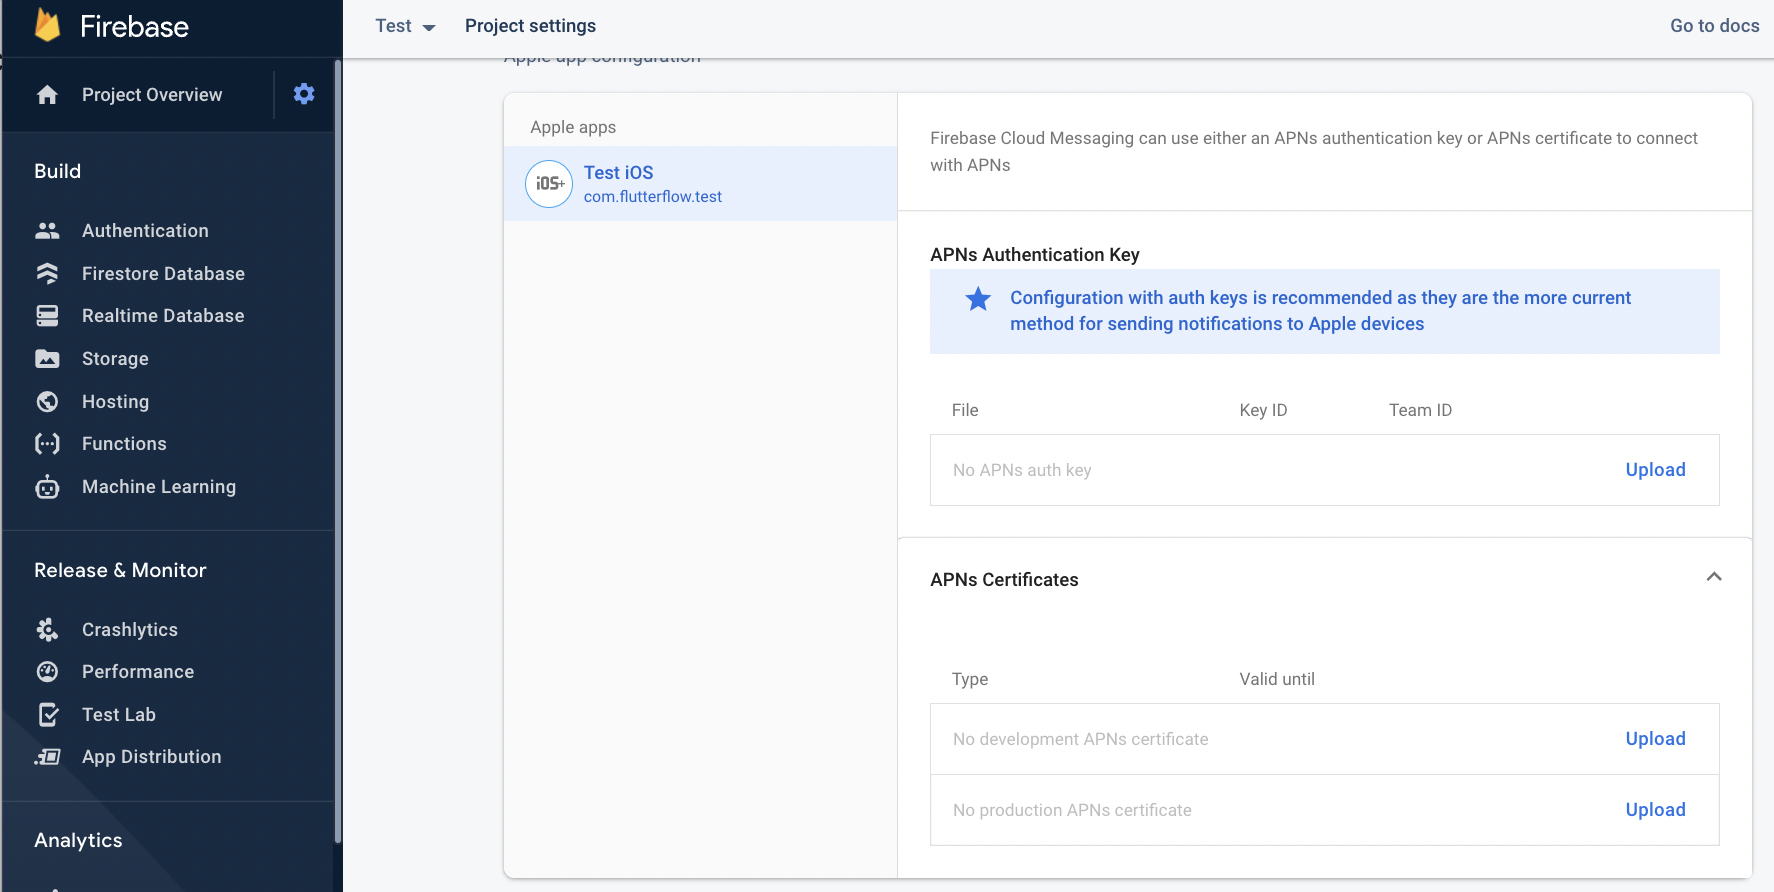 Firebase
Test
Project settings
Go to docs
Project Overview
Build
Authentication
Firestore Database
Realtime Database
Storage
Hosting
Functions
Machine Learning
Release & Monitor
Crashlytics
Performance
Test Lab
App Distribution
Analytics
Apple app configuration
Apple apps
iOS+
Test iOS
com.flutterflow.test
Firebase Cloud Messaging can use either an APNs authentication key or APNs certificate to connect
with APNs
APNs Authentication Key
Configuration with auth keys is recommended as they are the more current
method for sending notifications to Apple devices
File Key ID Team ID
No APNs auth key Upload
APNs Certificates
Type Valid until
No development APNs certificate Upload
No production APNs certificate Upload